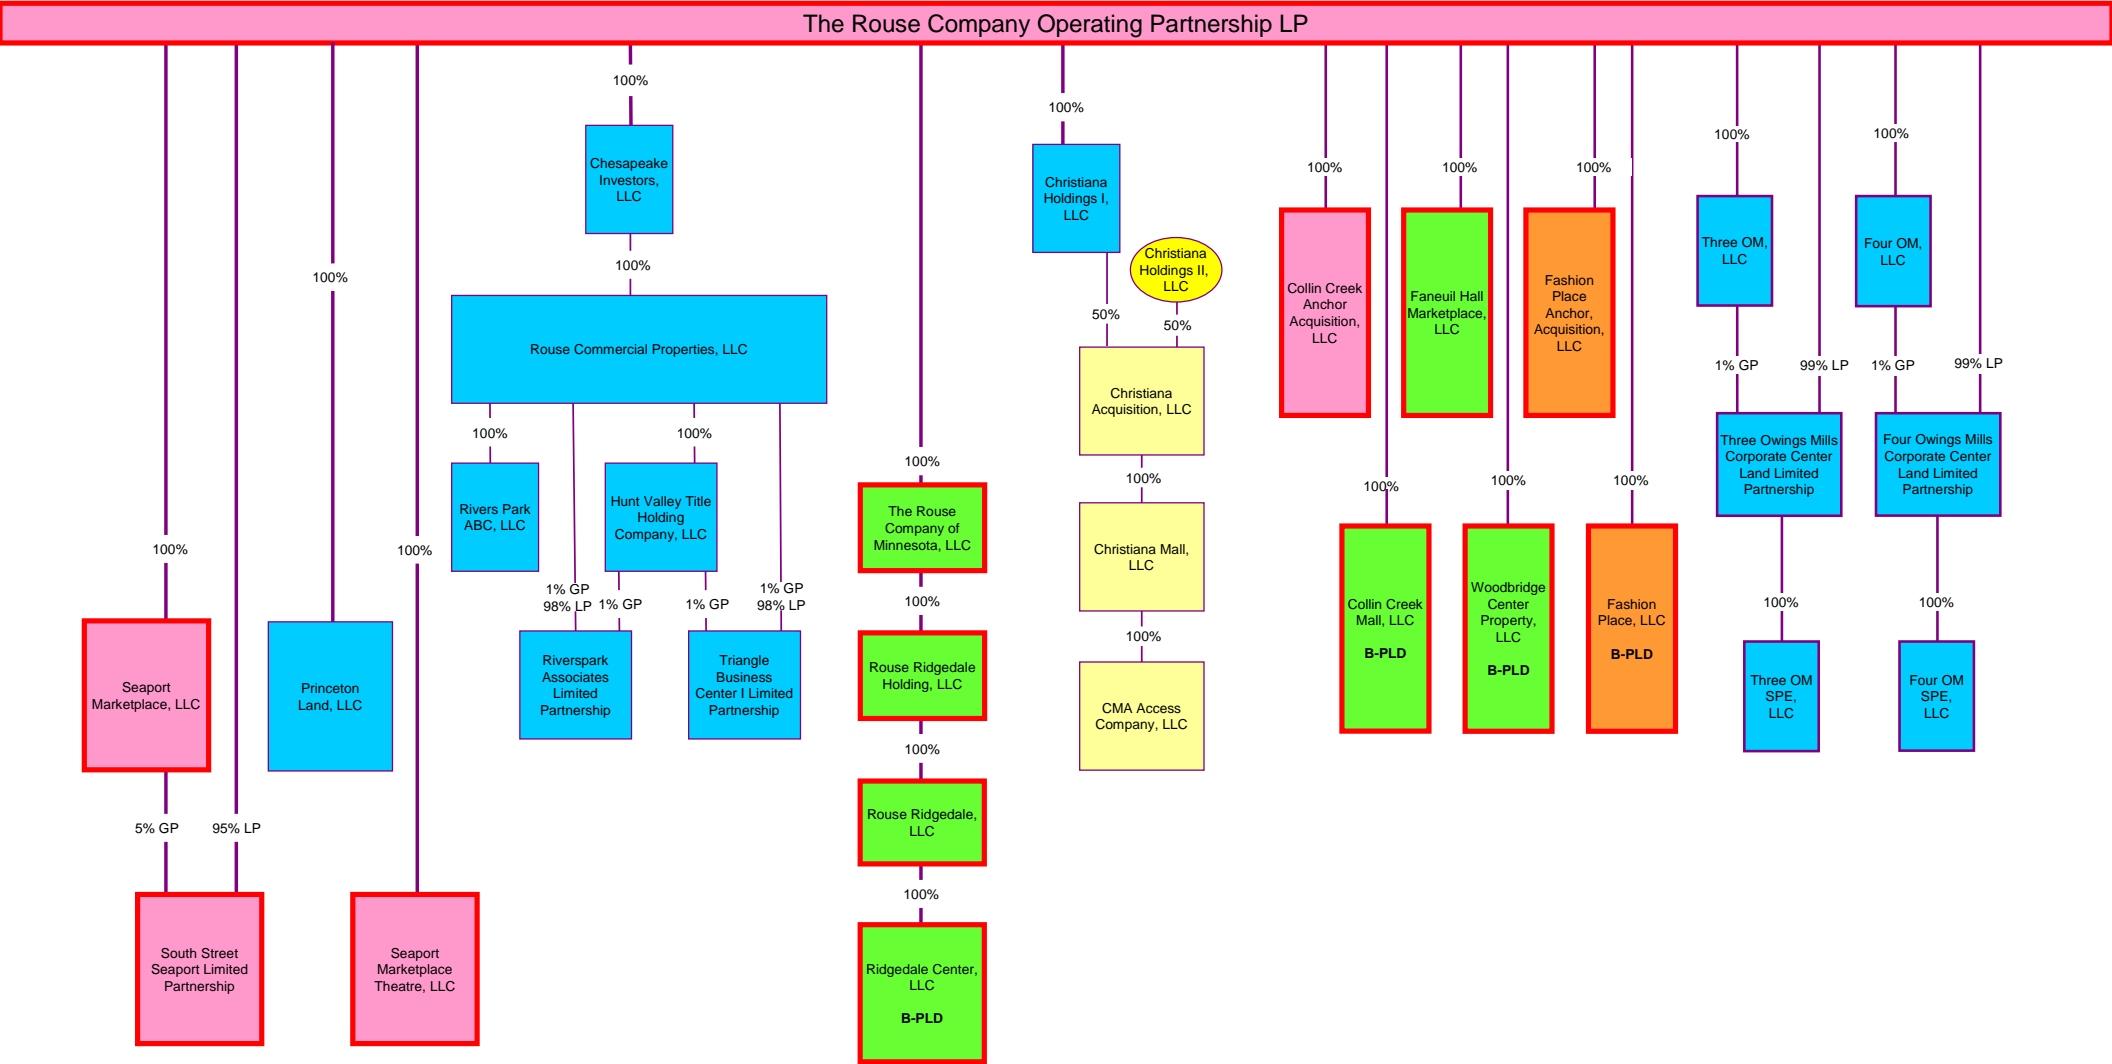 The Rouse Company Operating Partnership LP
100%
100%
100%
100%
Chesapeake
Investors,
LLC
100%
Rouse Commercial Properties, LLC
100%
Rivers Park
ABC, LLC
100%
Hunt Valley Title
Holding
Company, LLC
1% GP
98% LP
1% GP
1% GP
1% GP
98% LP
Riverspark
Associates
Limited
Partnership
Triangle
Business
Center I Limited
Partnership
Seaport
Marketplace, LLC
Princeton
Land, LLC
5% GP
95% LP
South Street
Seaport Limited
Partnership
Seaport
Marketplace
Theatre, LLC
100%
The Rouse
Company of
Minnesota, LLC
100%
Rouse Ridgedale
Holding, LLC
100%
Rouse Ridgedale,
LLC
100%
Ridgedale Center,
LLC
B-PLD
100%
Christiana
Holdings I,
LLC
Christiana
Holdings II,
LLC
50%
50%
Christiana
Acquisition, LLC
100%
Christiana Mall,
LLC
100%
CMA Access
Company, LLC
100%
Collin Creek
Anchor
Acquisition,
LLC
100%
Faneuil Hall
Marketplace,
LLC
100%
Fashion
Place
Anchor,
Acquisition,
LLC
100%
Collin Creek
Mall, LLC
B-PLD
100%
Woodbridge
Center
Property,
LLC
B-PLD
100%
Fashion
Place, LLC
B-PLD
100%
Three OM,
LLC
1% GP
99% LP
Three Owings Mills
Corporate Center
Land Limited
Partnership
100%
Three OM
SPE,
LLC
100%
Four OM,
LLC
1% GP
99% LP
Four Owings Mills
Corporate Center
Land Limited
Partnership
100%
Four OM
SPE,
LLC